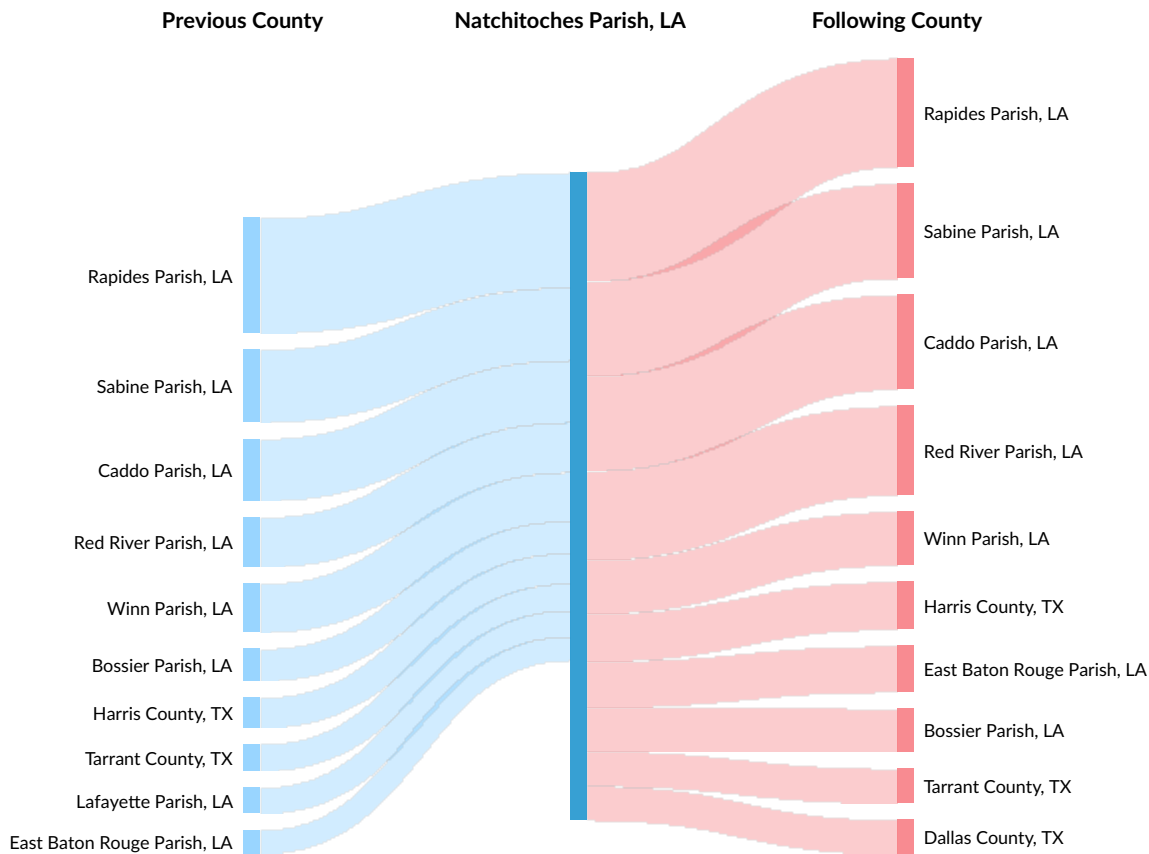 Previous County
Natchitoches Parish, LA
Following County
Rapides Parish, LA
Sabine Parish, LA
Caddo Parish, LA
Red River Parish, LA
Winn Parish, LA
Bossier Parish, LA
Harris County, TX
Tarrant County, TX
Lafayette Parish, LA
East Baton Rouge Parish, LA
Rapides Parish, LA
Sabine Parish, LA
Caddo Parish, LA
Red River Parish, LA
Winn Parish, LA
Harris County, TX
East Baton Rouge Parish, LA
Bossier Parish, LA
Tarrant County, TX
Dallas County, TX